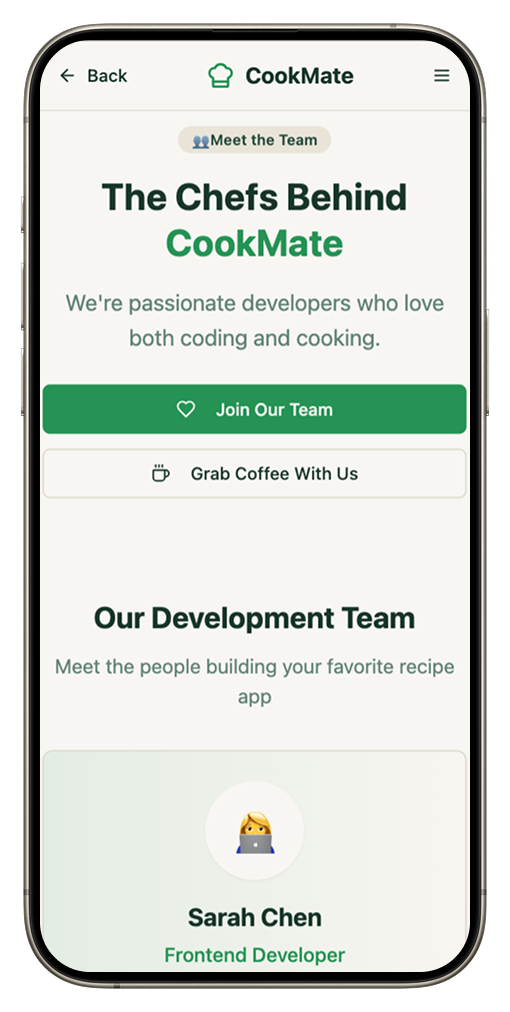 Back
CookMate
Meet the Team
The Chefs Behind
CookMate
We're passionate developers who love
both coding and cooking.
Join Our Team
Grab Coffee With Us
Our Development Team
Meet the people building your favorite recipe
app
Sarah Chen
Frontend Developer